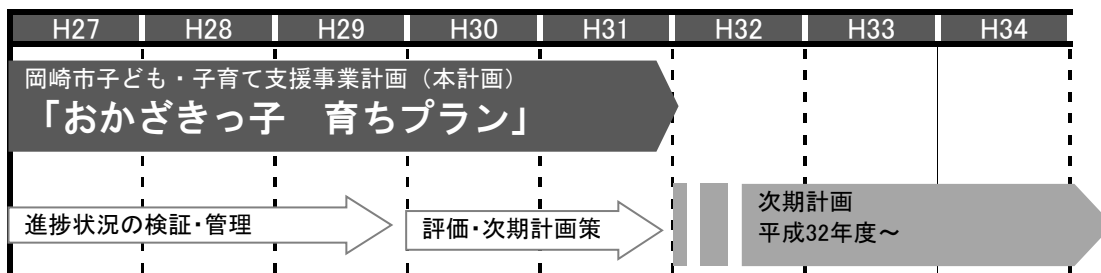 H27 H28 H29 H30 H31 H32 H33 H34
岡崎市子ども・子育て支援事業計画（本計画）
「おかざきっ子　育ちプラン」
進捗状況の検証・管理
評価・次期計画策
次期計画
平成32年度～